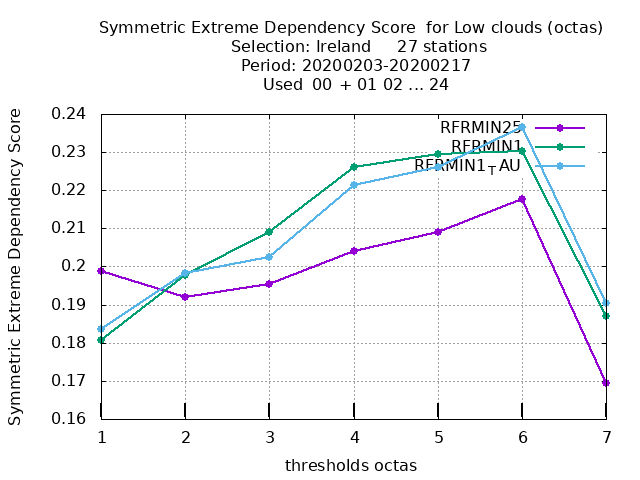 Symmetric Extreme Dependency Score  for Low clouds (octas)
Selection: Ireland     27 stations
Period: 20200203-20200217
Used  00 + 01 02 ... 24
Symmetric Extreme Dependency Score
0.24
0.23
0.22
0.21
0.2
0.19
0.18
0.17
0.16
RFRMIN25
RFRMIN1
RFRMIN1_TAU
1 2 3 4 5 6 7
thresholds octas